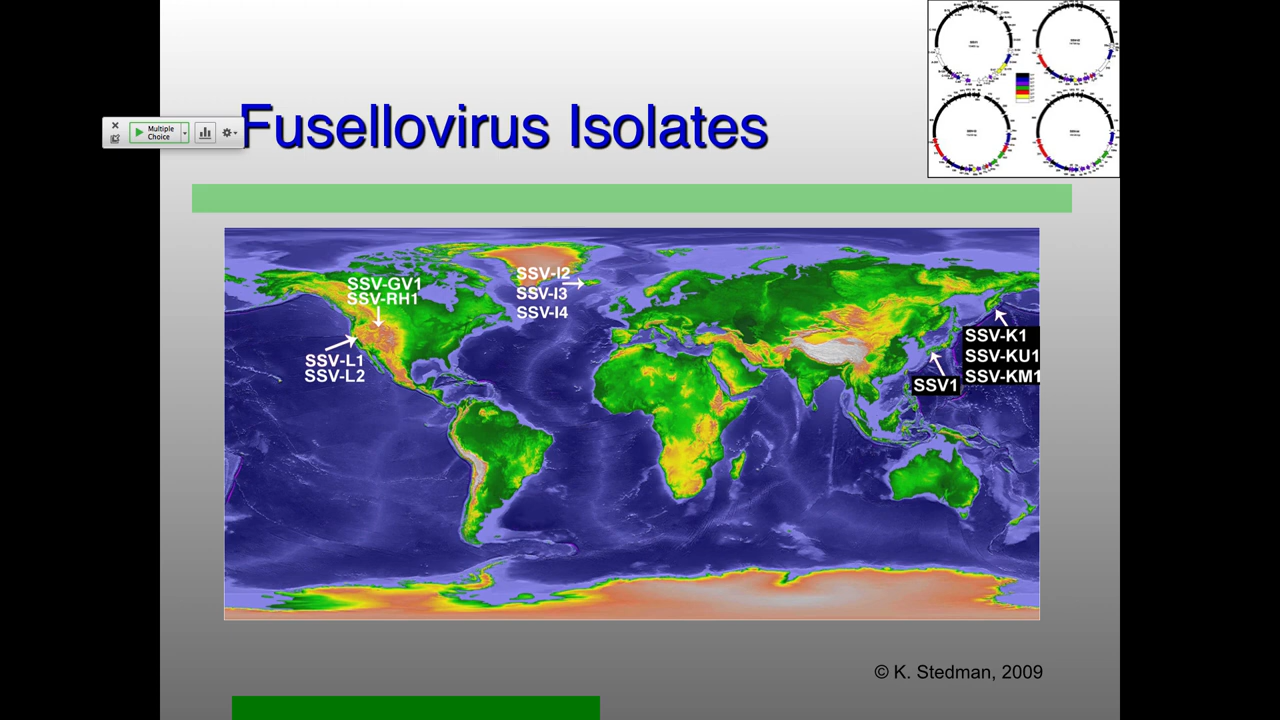 Multiple
Choice
Fusellovirus Isolates
SSV-GV1
SSV-RH1
SSV-L1
SSV-L2
SSV-I2
SSV-I3
SSV-I4
SSV1
SSV-K1
SSV-KU1
SSV-KM1
© K. Stedman, 2009